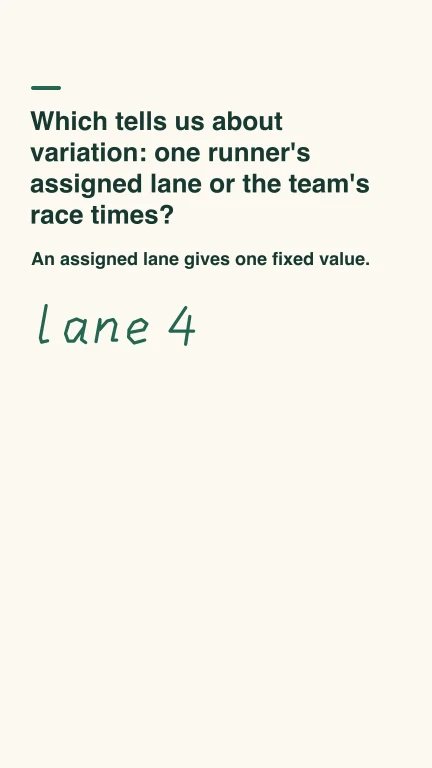 Which tells us about
variation: one runner's
assigned lane or the team's
race times?
An assigned lane gives one fixed value.
lane 4